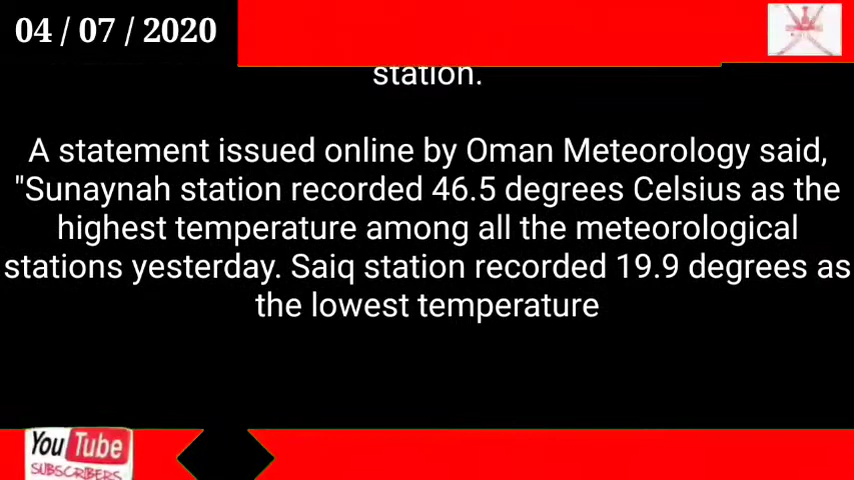 04 / 07 / 2020
station.
A statement issued online by Oman Meteorology said,
"Sunaynah station recorded 46.5 degrees Celsius as the
highest temperature among all the meteorological
stations yesterday. Saiq station recorded 19.9 degrees as
the lowest temperature
You Tube
SUBSCRIBERS